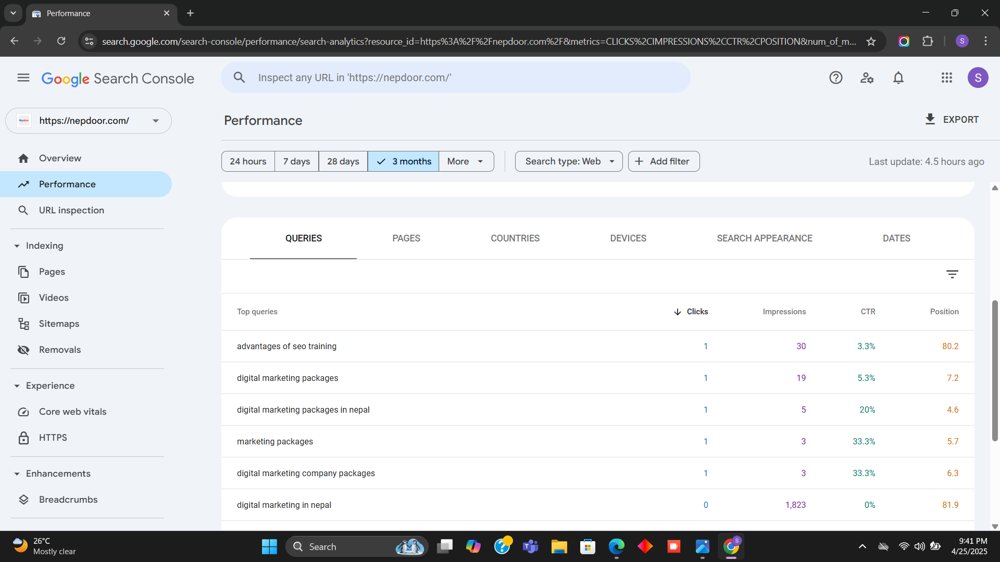 Performance
search.google.com/search-console/performance/search-analytics?resource_id=https%3A%2F%2Fnepdoor.com%2F&metrics=CLICKS%2CIMPRESSIONS%2CCTR%2CPOSITION&num_of_m...
S
Google Search Console
Inspect any URL in 'https://nepdoor.com/'
S
Nepdoor
https://nepdoor.com/
Performance
EXPORT
24 hours
7 days
28 days
3 months
More
Search type: Web
Add filter
Last update: 4.5 hours ago
Overview
Performance
URL inspection
Indexing
Pages
Videos
Sitemaps
Removals
Experience
Core web vitals
HTTPS
Enhancements
Breadcrumbs
QUERIES PAGES COUNTRIES DEVICES SEARCH APPEARANCE DATES
Top queries Clicks Impressions CTR Position
advantages of seo training 1 30 3.3% 80.2
digital marketing packages 1 19 5.3% 7.2
digital marketing packages in nepal 1 5 20% 4.6
marketing packages 1 3 33.3% 5.7
digital marketing company packages 1 3 33.3% 6.3
digital marketing in nepal 0 1,823 0% 81.9
26°C
Mostly clear
Search
S
9:41 PM
4/25/2025